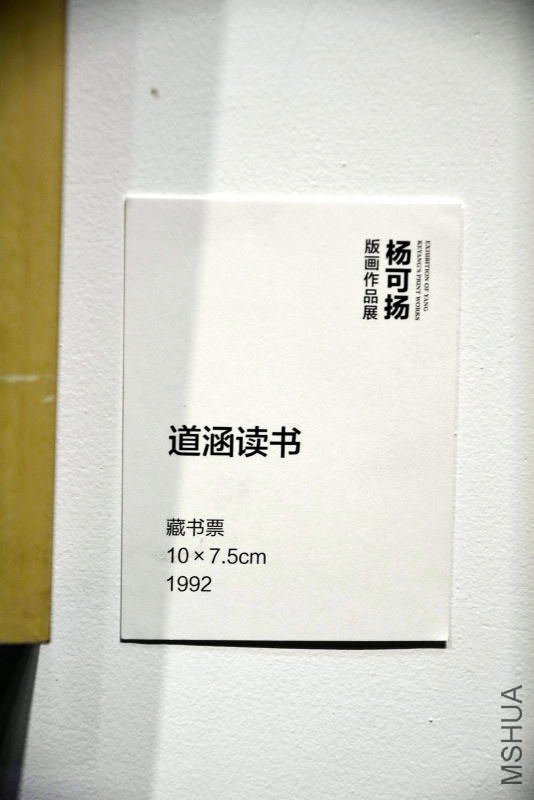 杨可扬
版画作品展
EXHIBITION OF YANG
KEYANG'S PRINT WORKS
道涵读书
藏书票
10×7.5cm
1992
MSHUA